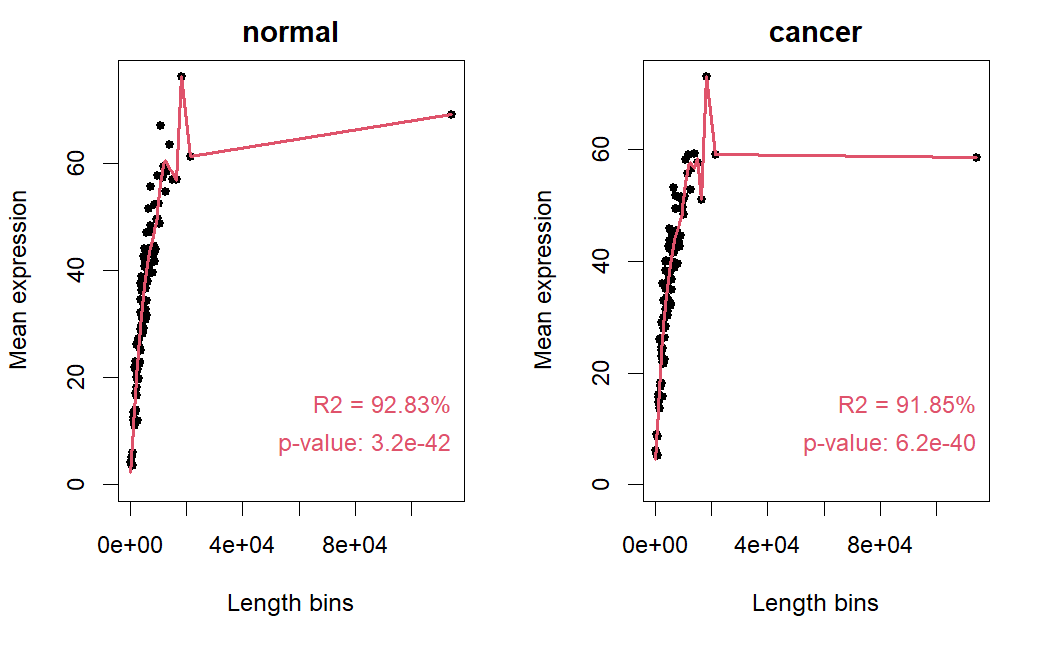 normal
Mean expression
60
40
20
0
R2 = 92.83%
p-value: 3.2e-42
0e+00 4e+04 8e+04
Length bins
cancer
Mean expression
60
40
20
0
R2 = 91.85%
p-value: 6.2e-40
0e+00 4e+04 8e+04
Length bins